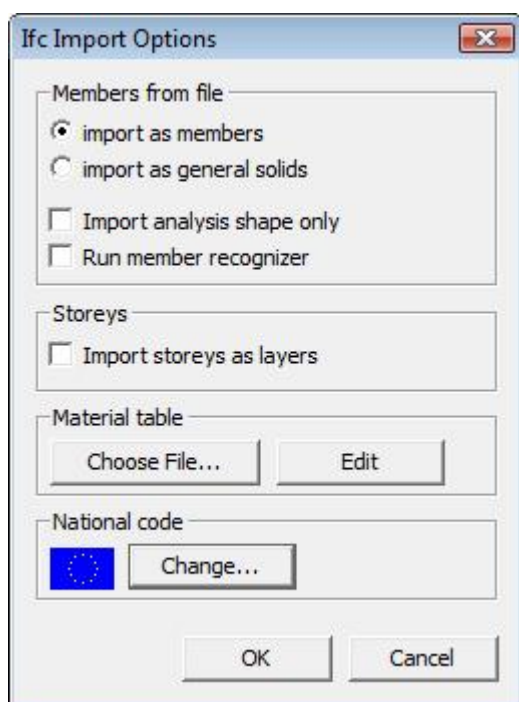 Ifc Import Options
Members from file
import as members
import as general solids
Import analysis shape only
Run member recognizer
Storeys
Import storeys as layers
Material table
Choose File... Edit
National code
Change...
OK Cancel